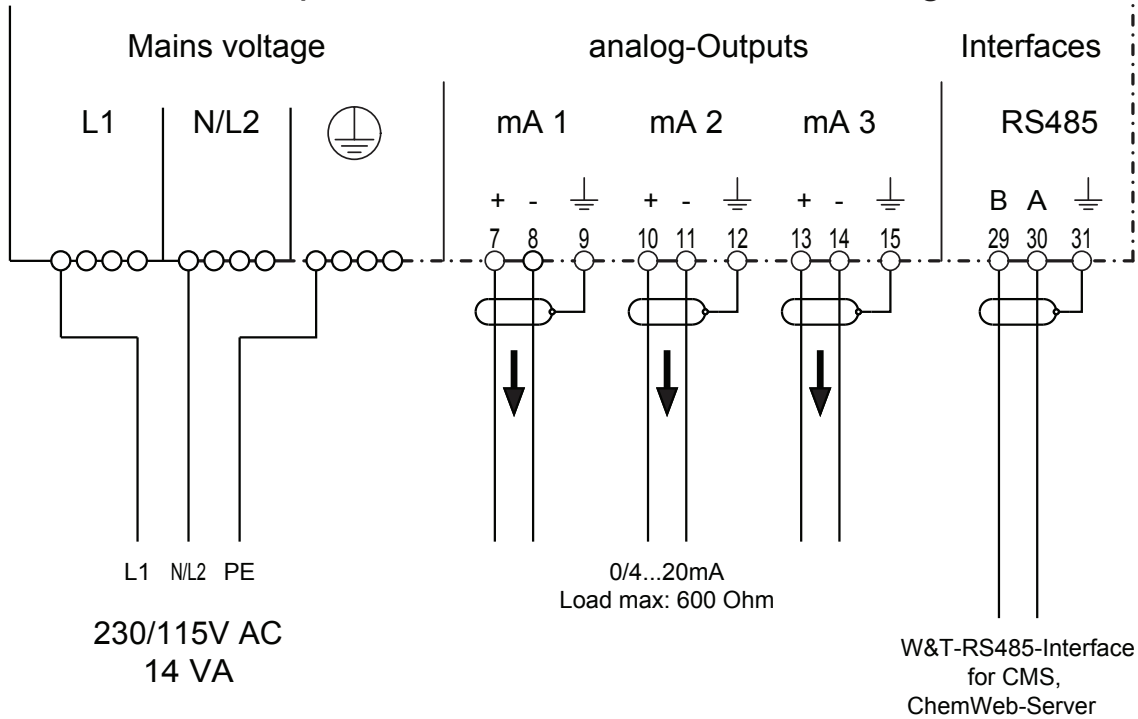 Mains voltage analog-Outputs Interfaces
L1 N/L2 mA 1 mA 2 mA 3 RS485
+ - + - + - B A
7 8 9 10 11 12 13 14 15 29 30 31
L1 N/L2 PE
0/4...20mA
Load max: 600 Ohm
230/115V AC
14 VA
W&T-RS485-Interface
for CMS,
ChemWeb-Server